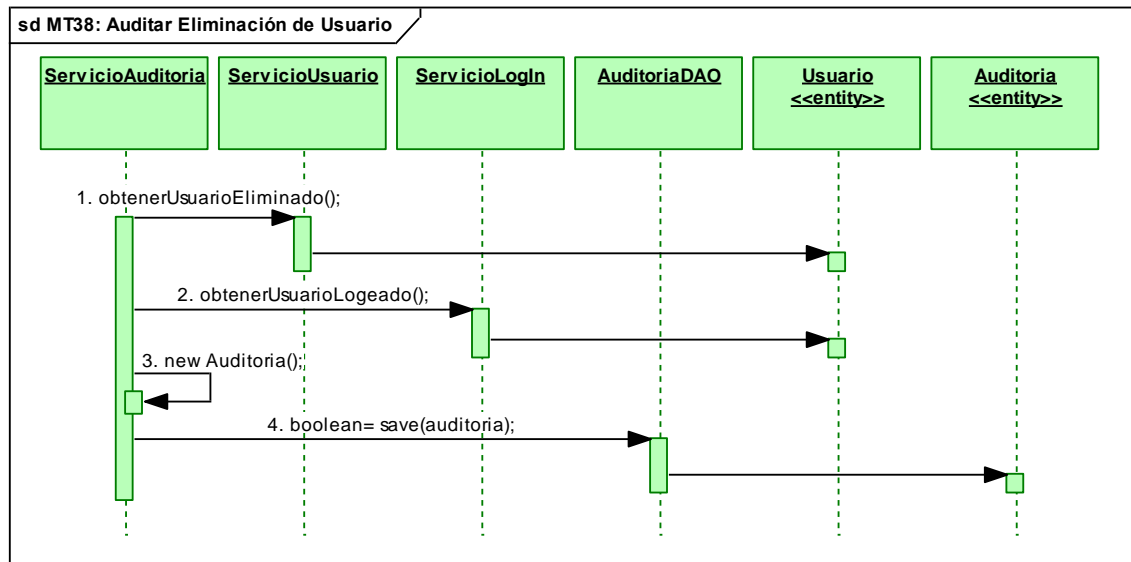 sd MT38: Auditar Eliminación de Usuario
ServicioAuditoria
ServicioUsuario
ServicioLogIn
AuditoriaDAO
Usuario
<<entity>>
Auditoria
<<entity>>
1. obtenerUsuarioEliminado();
2. obtenerUsuarioLogeado();
3. new Auditoria();
4. boolean= save(auditoria);